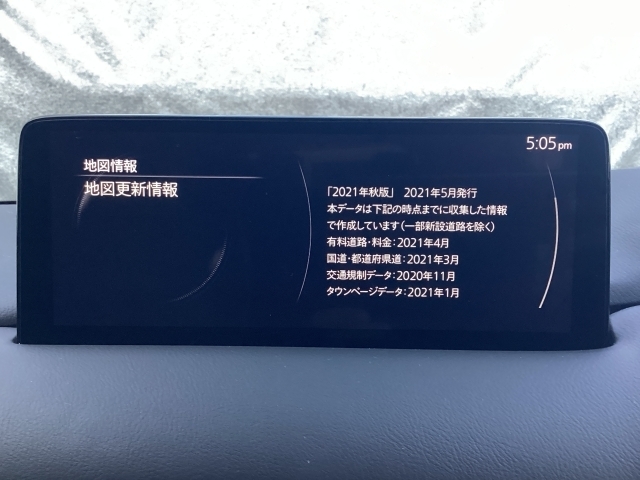 5:05pm
地図情報
地図更新情報
「2021年秋版」 2021年5月発行
本データは下記の時点までに収集した情報
で作成しています(一部新設道路を除く)
有料道路・料金:2021年4月
国道・都道府県道:2021年3月
交通規制データ:2020年11月
タウンページデータ:2021年1月